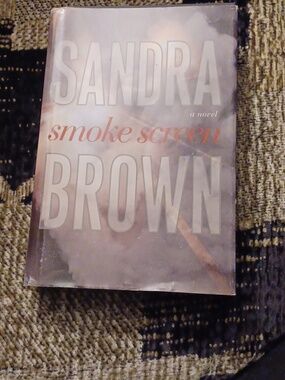 SANDRA
a novel
smoke screen
BROWN